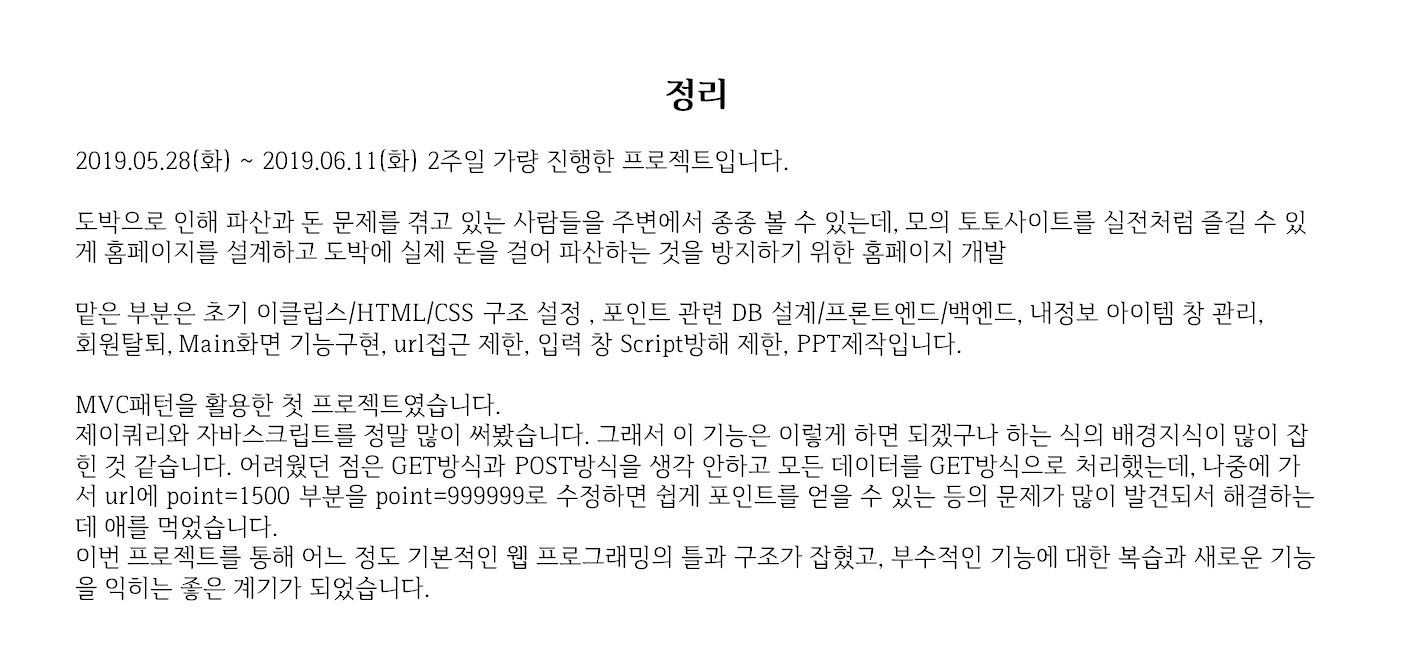 정리
2019.05.28(화) ~ 2019.06.11(화) 2주일 가량 진행한 프로젝트입니다.
도박으로 인해 파산과 돈 문제를 겪고 있는 사람들을 주변에서 종종 볼 수 있는데, 모의 토토사이트를 실전처럼 즐길 수 있
게 홈페이지를 설계하고 도박에 실제 돈을 걸어 파산하는 것을 방지하기 위한 홈페이지 개발
맡은 부분은 초기 이클립스/HTML/CSS 구조 설정 , 포인트 관련 DB 설계/프론트엔드/백엔드, 내정보 아이템 창 관리,
회원탈퇴, Main화면 기능구현, url접근 제한, 입력 창 Script방해 제한, PPT제작입니다.
MVC패턴을 활용한 첫 프로젝트였습니다.
제이쿼리와 자바스크립트를 정말 많이 써봤습니다. 그래서 이 기능은 이렇게 하면 되겠구나 하는 식의 배경지식이 많이 잡
힌 것 같습니다. 어려웠던 점은 GET방식과 POST방식을 생각 안하고 모든 데이터를 GET방식으로 처리했는데, 나중에 가
서 url에 point=1500 부분을 point=999999로 수정하면 쉽게 포인트를 얻을 수 있는 등의 문제가 많이 발견되서 해결하는
데 애를 먹었습니다.
이번 프로젝트를 통해 어느 정도 기본적인 웹 프로그래밍의 틀과 구조가 잡혔고, 부수적인 기능에 대한 복습과 새로운 기능
을 익히는 좋은 계기가 되었습니다.